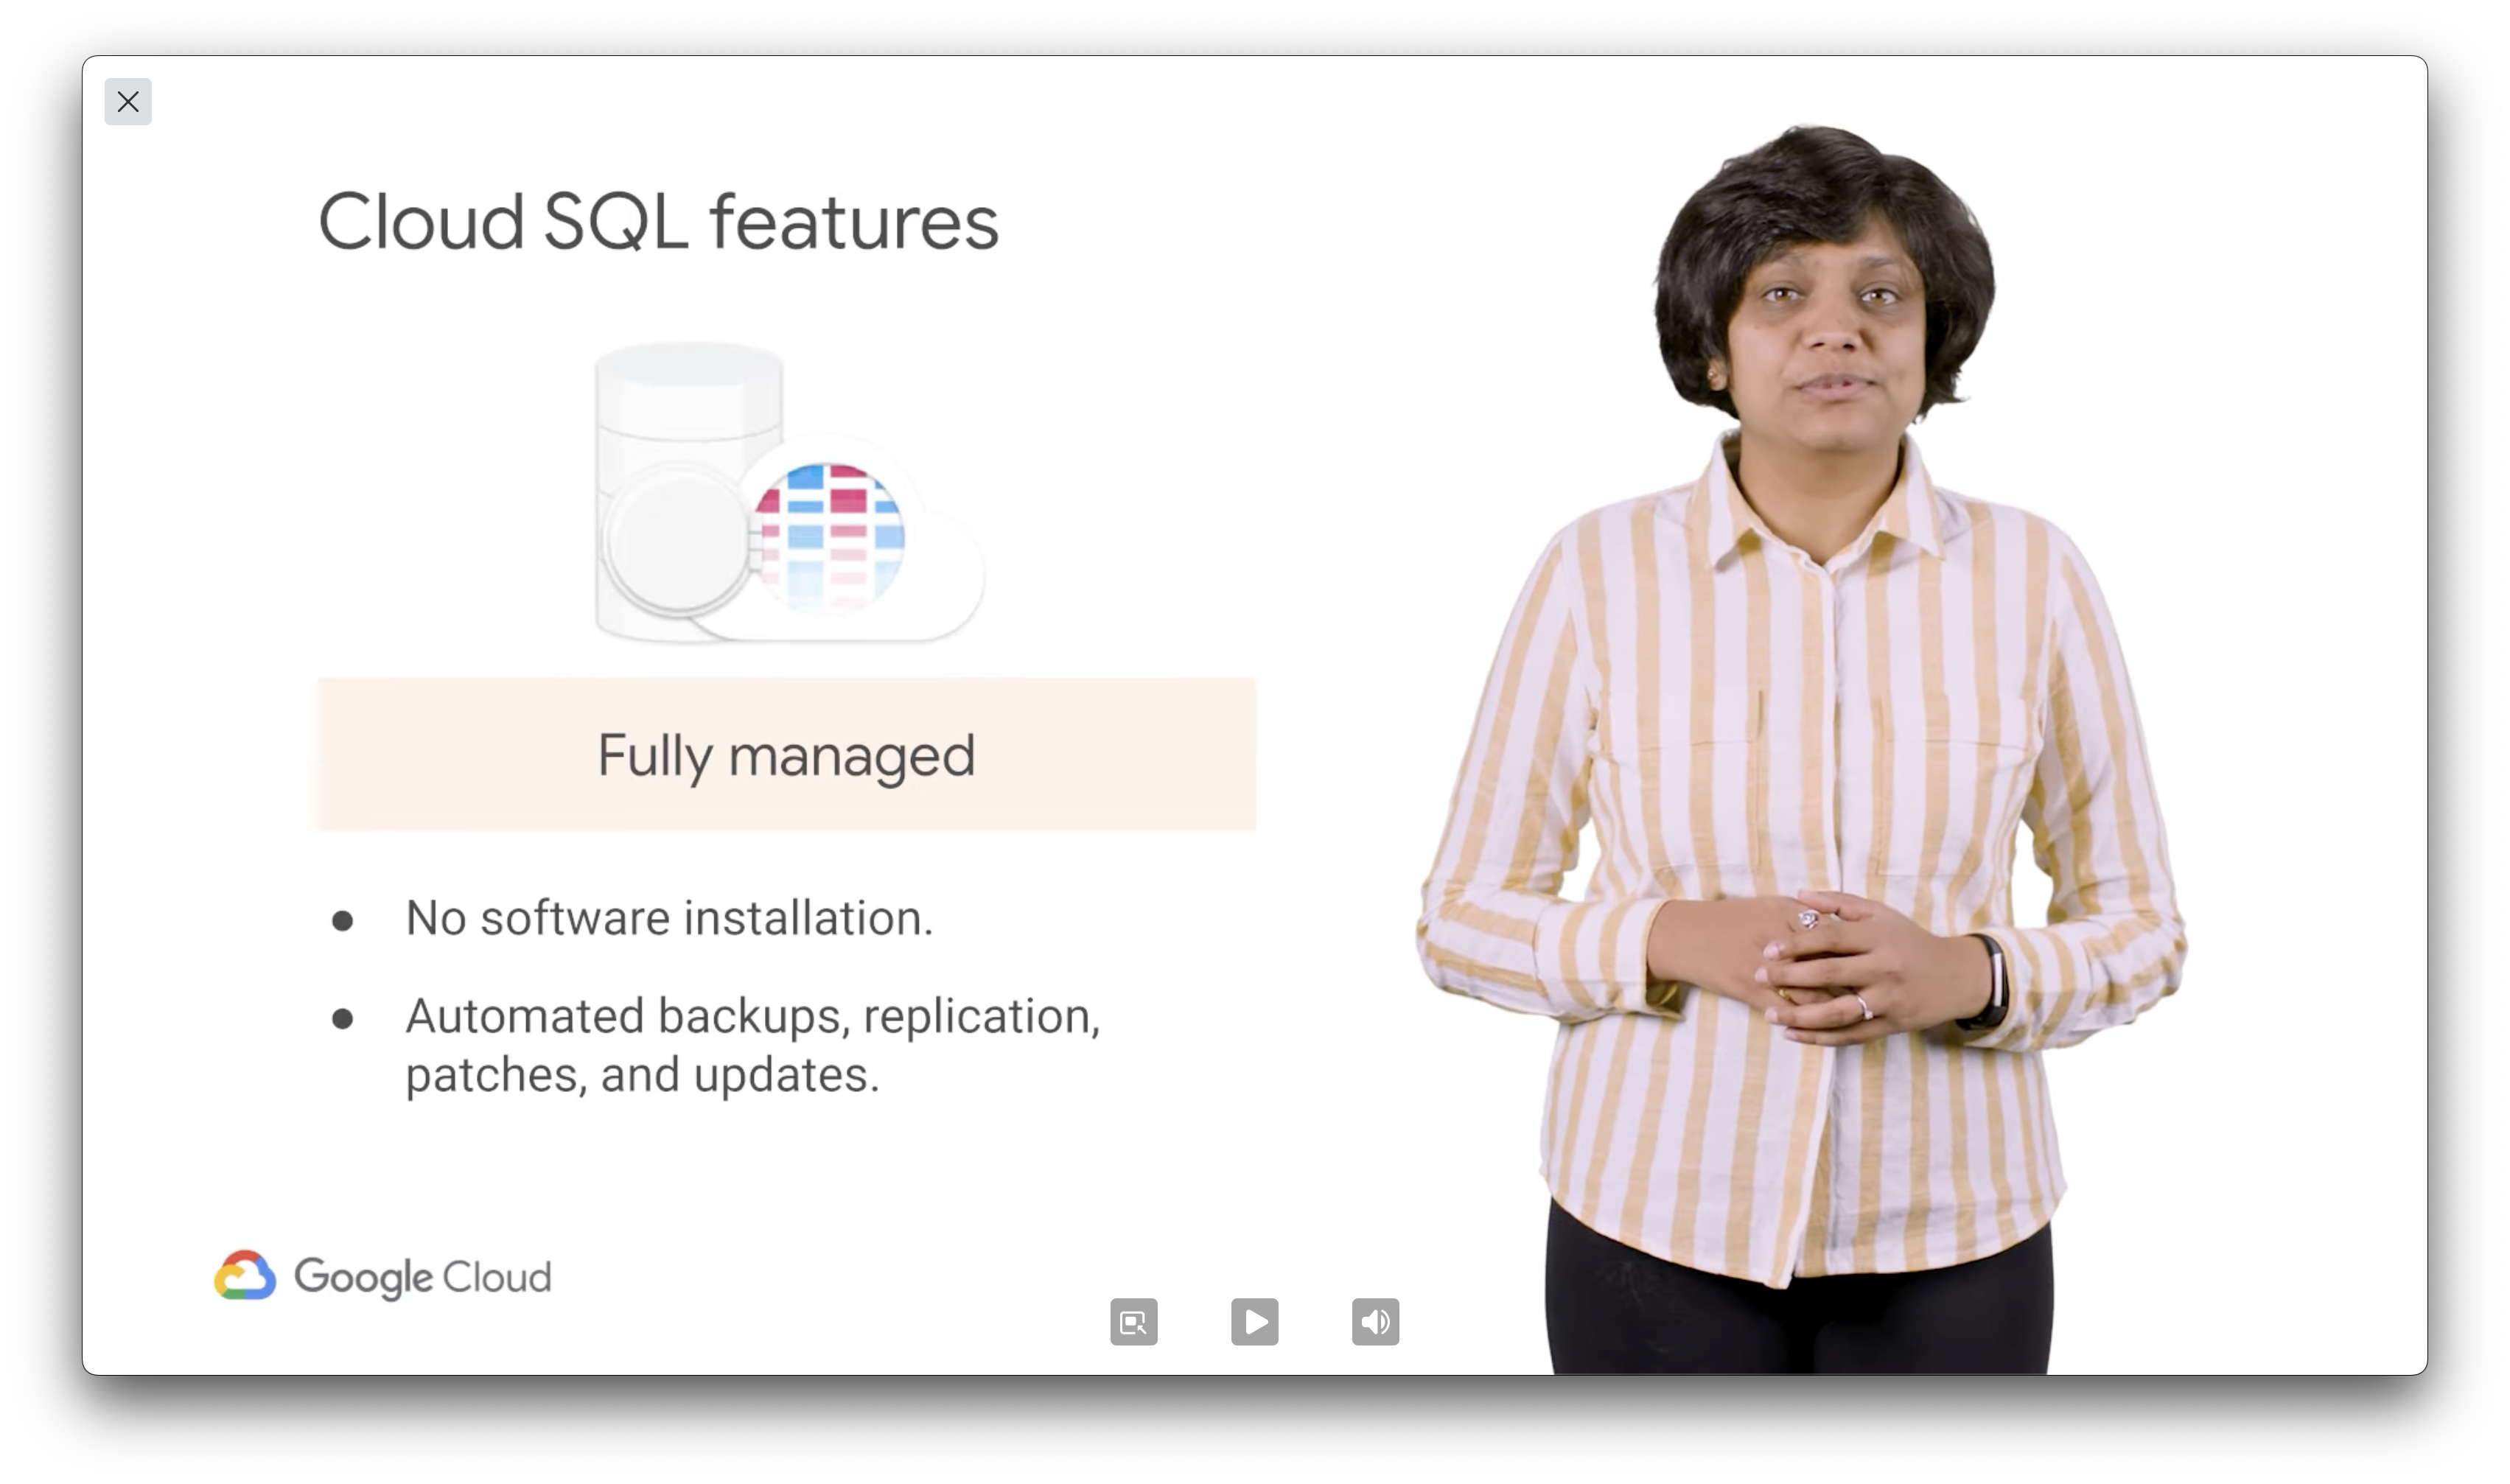 Cloud SQL features
Fully managed
● No software installation.
● Automated backups, replication,
patches, and updates.
Google Cloud